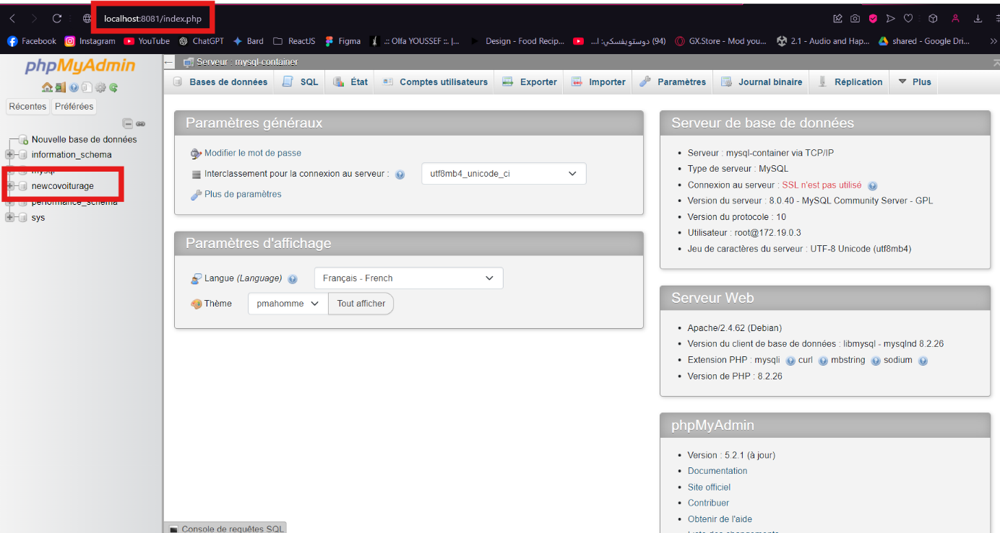 localhost:8081/index.php
Facebook Instagram YouTube ChatGPT Bard ReactJS Figma .:: Olfa YOUSSEF ::. |... Design - Food Recip... (94) دوستويفسكي: ا... GX.Store - Mod you... 2.1 - Audio and Hap... shared - Google Dri...
phpMyAdmin
Récentes Préférées
Nouvelle base de données
information_schema
mysql
newcovoiturage
performance_schema
sys
Serveur : mysql-container
Bases de données SQL État Comptes utilisateurs Exporter Importer Paramètres Journal binaire Réplication Plus
Paramètres généraux
Modifier le mot de passe
Interclassement pour la connexion au serveur : utf8mb4_unicode_ci
Plus de paramètres
Paramètres d'affichage
Langue (Language) Français - French
Thème pmahomme Tout afficher
Serveur de base de données
Serveur : mysql-container via TCP/IP
Type de serveur : MySQL
Connexion au serveur : SSL n'est pas utilisé
Version du serveur : 8.0.40 - MySQL Community Server - GPL
Version du protocole : 10
Utilisateur : root@172.19.0.3
Jeu de caractères du serveur : UTF-8 Unicode (utf8mb4)
Serveur Web
Apache/2.4.62 (Debian)
Version du client de base de données : libmysql - mysqlnd 8.2.26
Extension PHP : mysqli curl mbstring sodium
Version de PHP : 8.2.26
phpMyAdmin
Version : 5.2.1 (à jour)
Documentation
Site officiel
Contribuer
Obtenir de l'aide
Liste des changements
Console de requêtes SQL